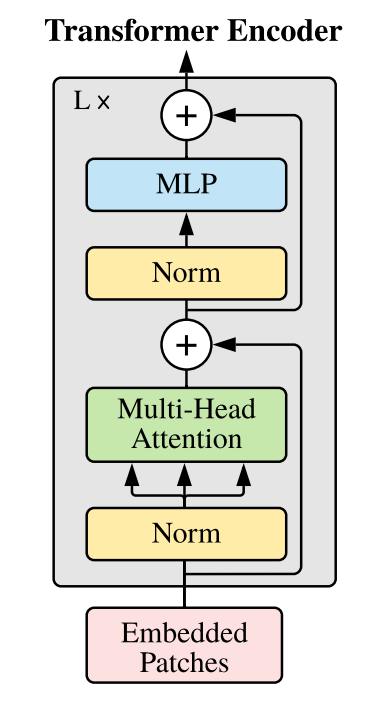 Transformer Encoder
L ×
+
MLP
Norm
+
Multi-Head
Attention
Norm
Embedded
Patches